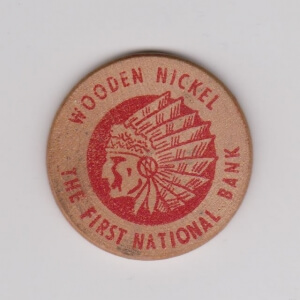 WOODEN NICKEL
THE FIRST NATIONAL BANK